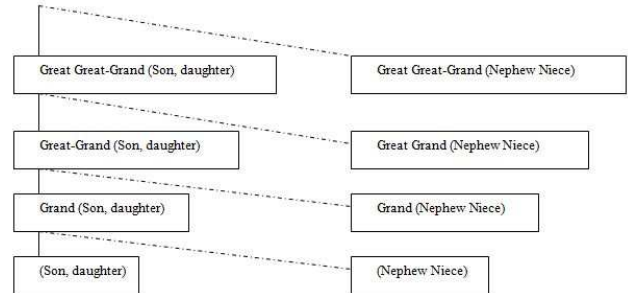 Great Great-Grand (Son, daughter)
Great Great-Grand (Nephew Niece)
Great-Grand (Son, daughter)
Great Grand (Nephew Niece)
Grand (Son, daughter)
Grand (Nephew Niece)
(Son, daughter)
(Nephew Niece)